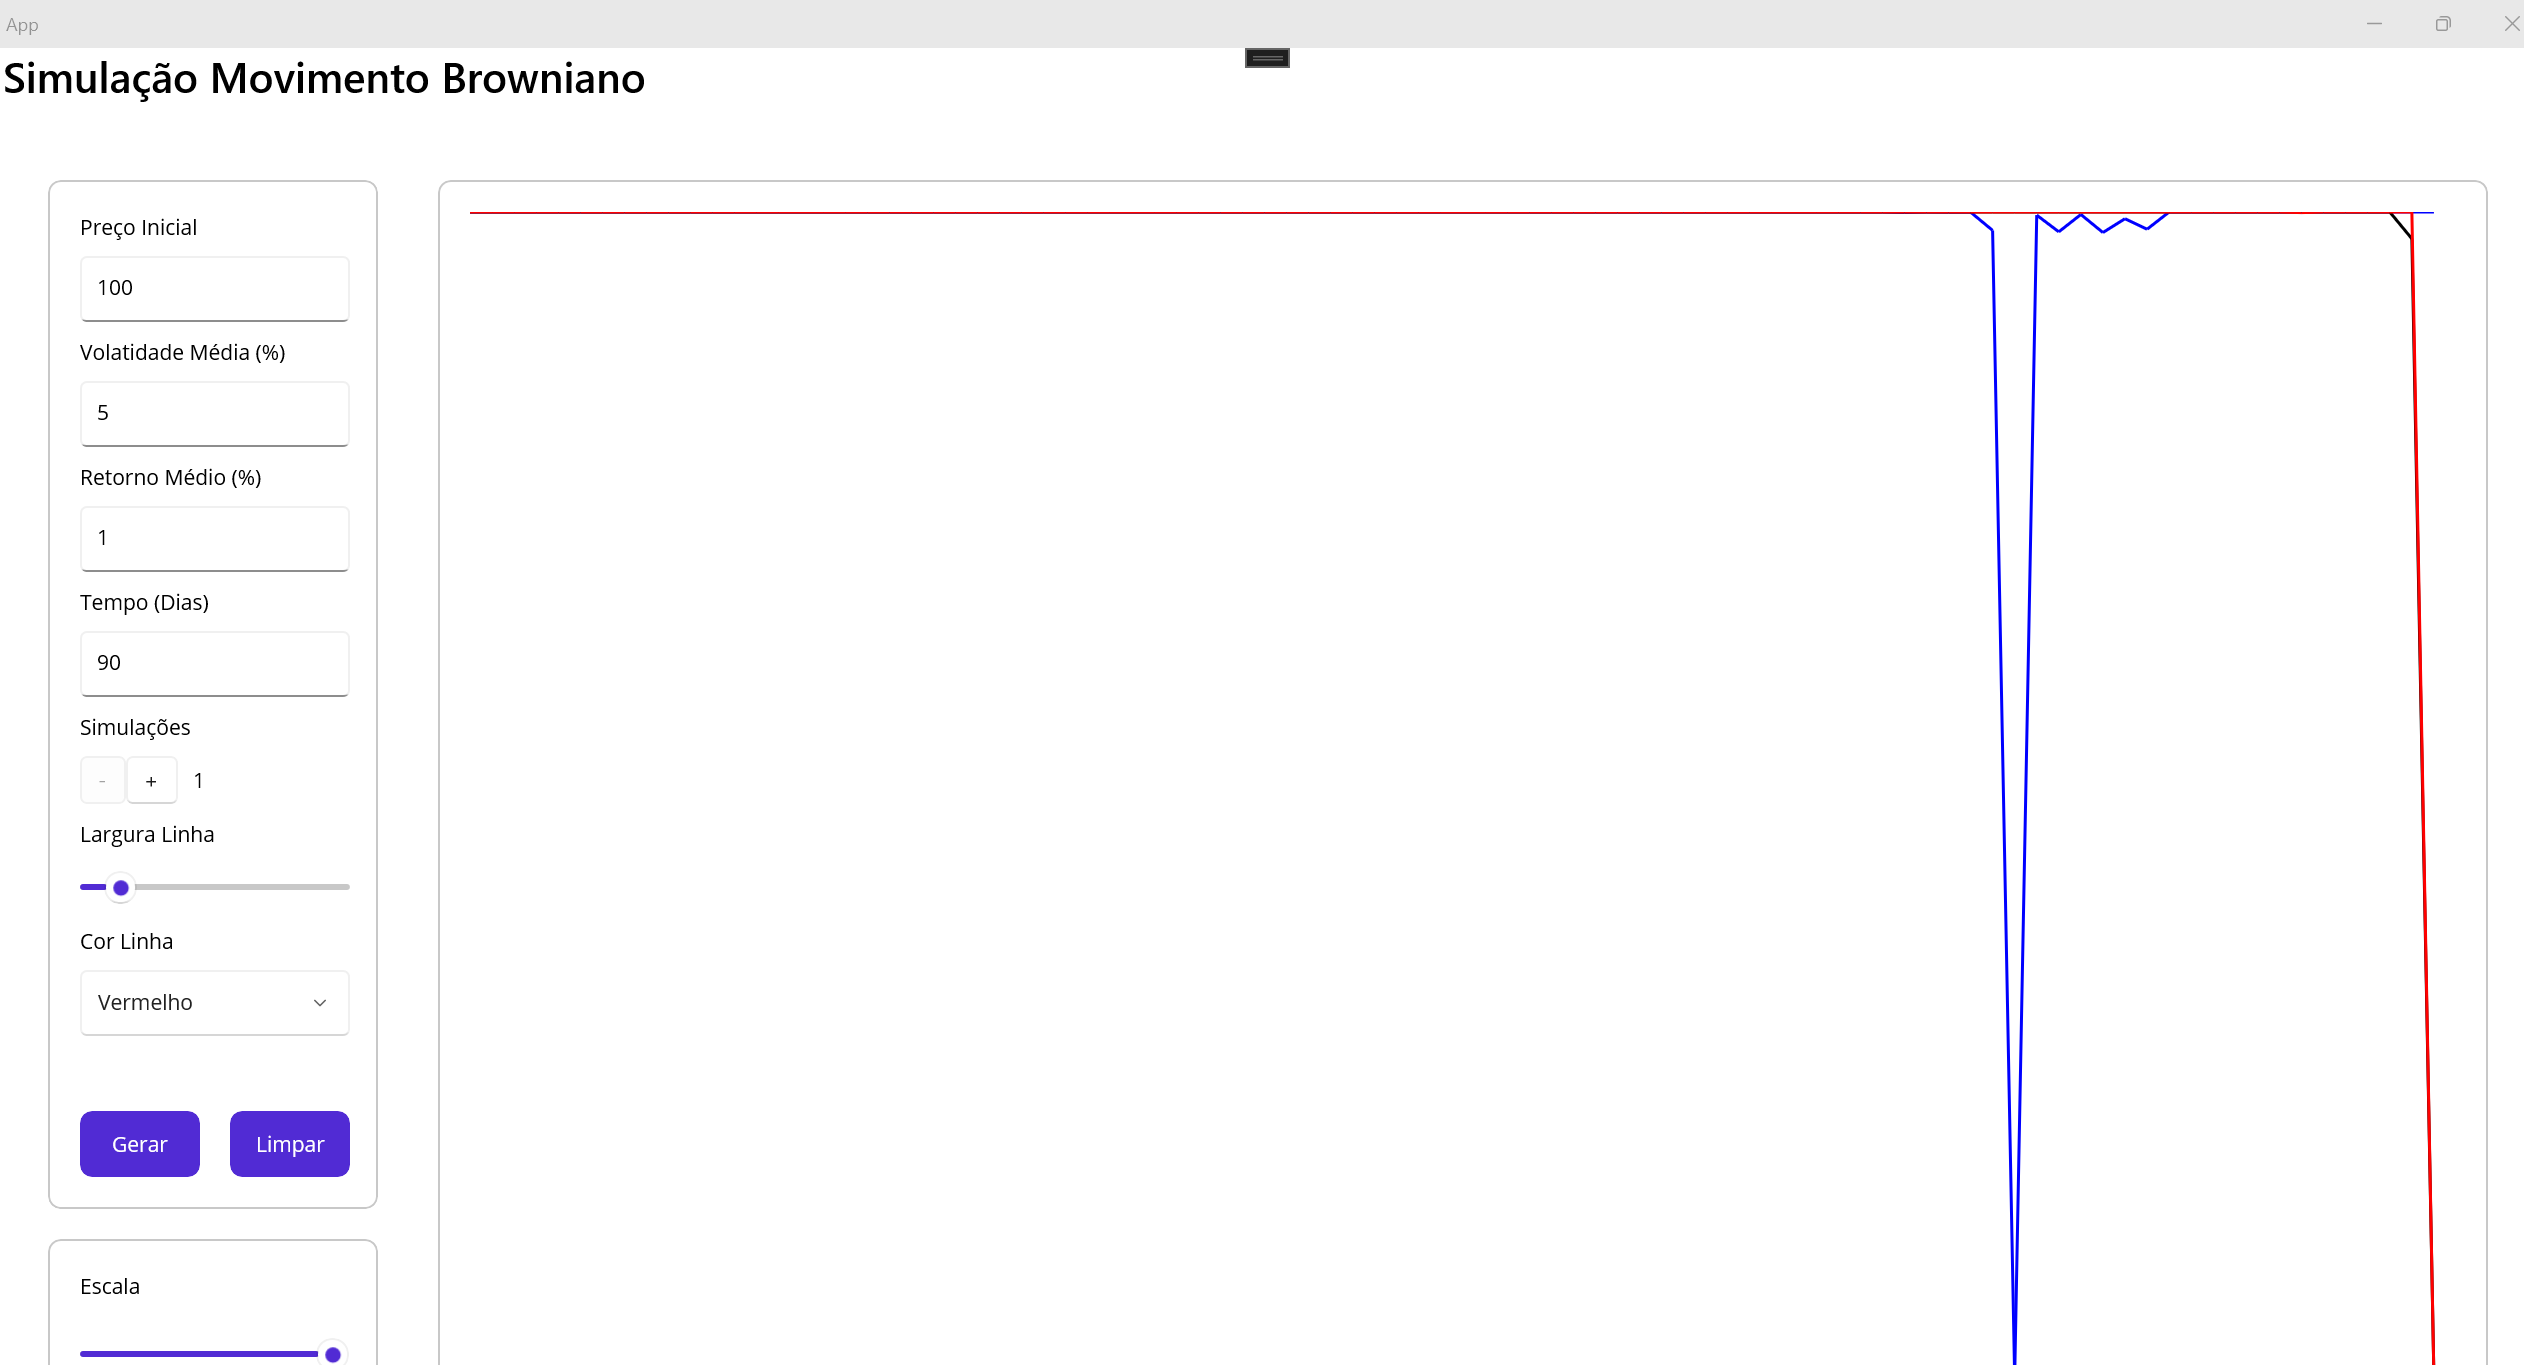 App
Simulação Movimento Browniano
Preço Inicial
100
Volatidade Média (%)
5
Retorno Médio (%)
1
Tempo (Dias)
90
Simulações
- + 1
Largura Linha
Cor Linha
Vermelho
Gerar Limpar
Escala